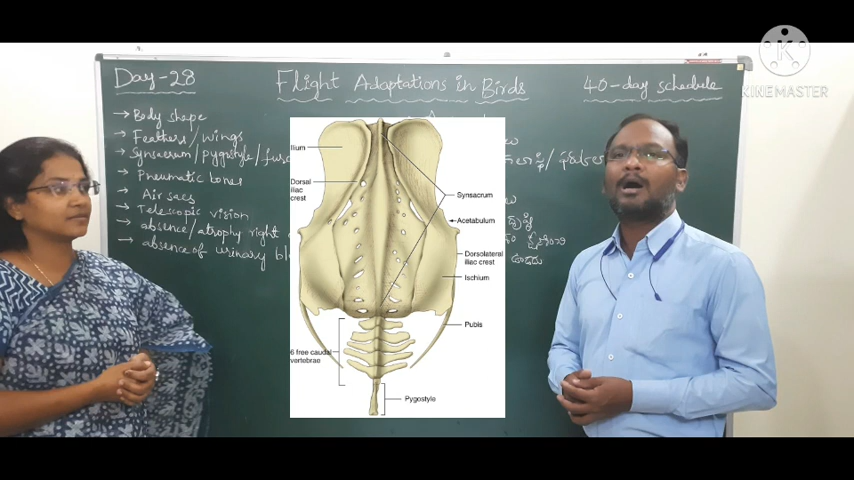 KINEMASTER
Day-28
Flight Adaptations in Birds
40-day schedule
→ Body shape
→ Feathers/wings
→ Synsacrum/pygostyle/
→ Pneumatic bones
→ Air sacs
→ Telescopic vision
→ absence/atrophy right
→ absence of urinary
Ilium
Dorsal
iliac
crest
Synsacrum
Acetabulum
Dorsolateral
iliac crest
Ischium
Pubis
6 free caudal
vertebrae
Pygostyle